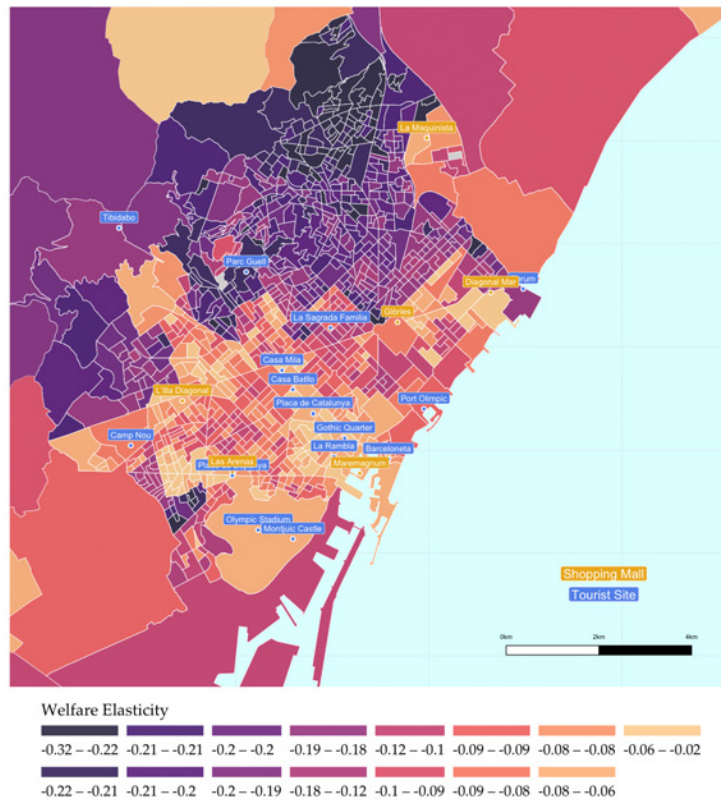 La Maquinista
Tibidabo
Parc Guell
Diagonal Mar
Glòries
La Sagrada Familia
Casa Mila
Casa Batllo
L'illa Diagonal
Port Olimpic
Placa de Catalunya
Gothic Quarter
Camp Nou
La Rambla
Barceloneta
Las Arenas
Maremagnum
Olympic Stadium
Montjuic Castle
Shopping Mall
Tourist Site
0km 2km 4km
Welfare Elasticity
-0.32 – -0.22 -0.21 – -0.21 -0.2 – -0.2 -0.19 – -0.18 -0.12 – -0.1 -0.09 – -0.09 -0.08 – -0.08 -0.06 – -0.02
-0.22 – -0.21 -0.21 – -0.2 -0.2 – -0.19 -0.18 – -0.12 -0.1 – -0.09 -0.09 – -0.08 -0.08 – -0.06